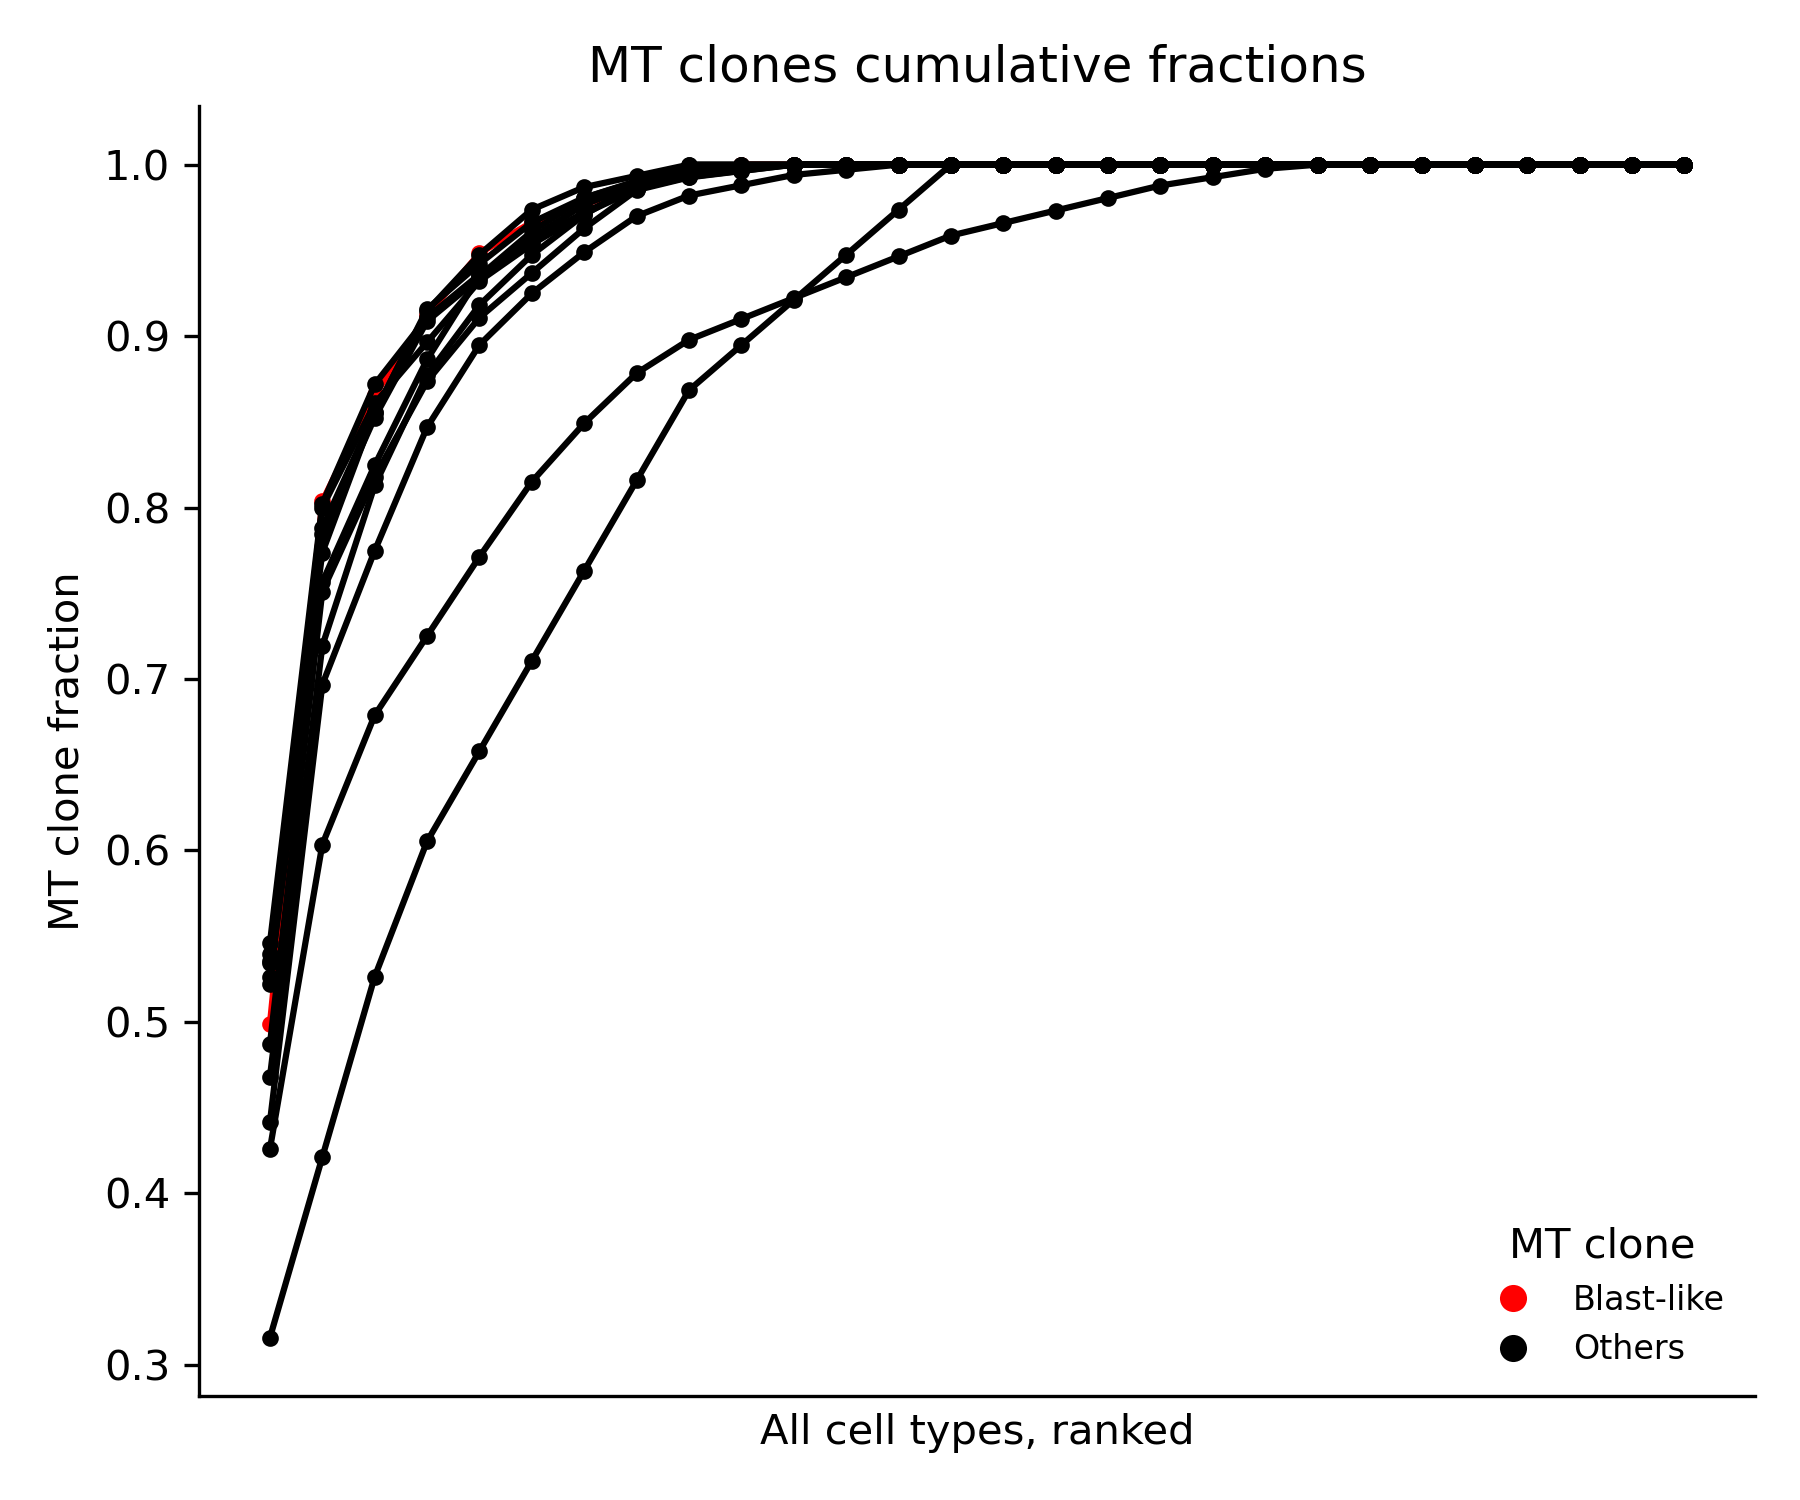 MT clones cumulative fractions
1.0
0.9
0.8
0.7
0.6
0.5
0.4
0.3
MT clone fraction
All cell types, ranked
MT clone
Blast-like
Others